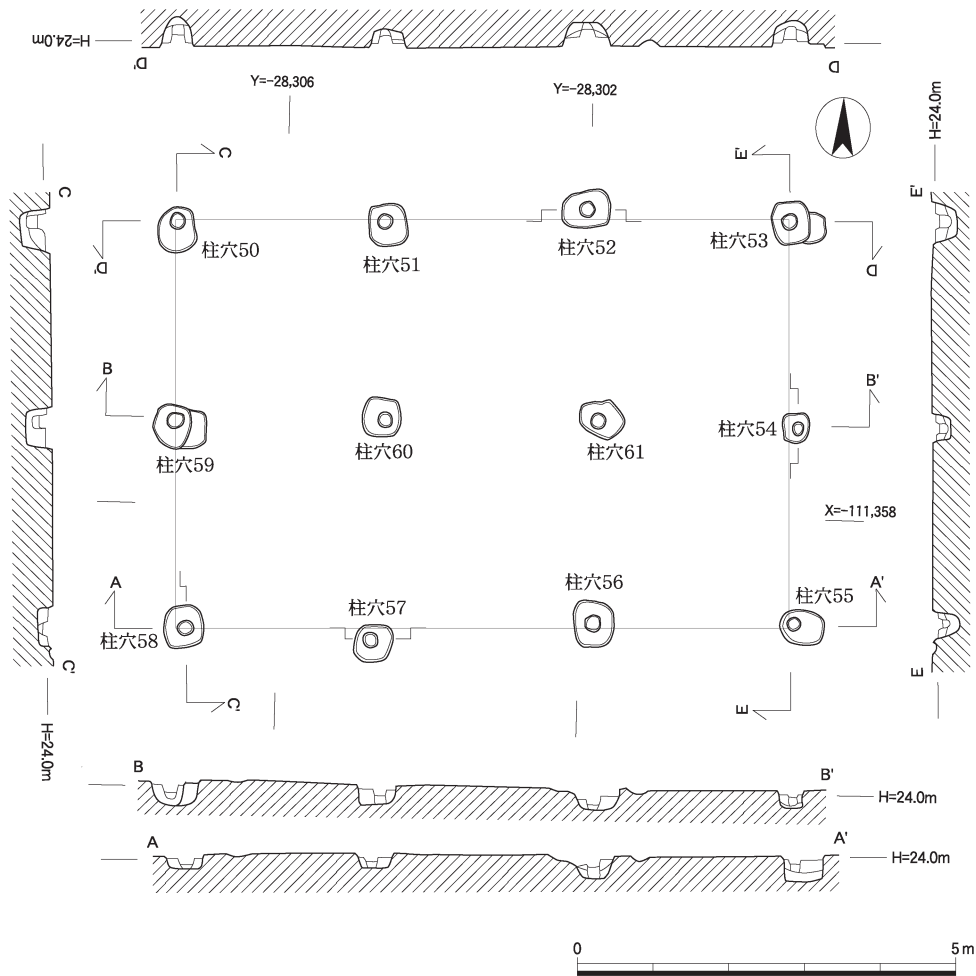 H=24.0m
D'
D
Y=-28,306
Y=-28,302
H=24.0m
C
C
E'
E'
柱穴50
柱穴51
柱穴52
柱穴53
D'
D
B
B'
柱穴59
柱穴60
柱穴61
柱穴54
X=-111,358
A
A'
柱穴58
柱穴57
柱穴56
柱穴55
C'
C'
E
E
H=24.0m
B
B'
H=24.0m
A
A'
H=24.0m
0
5m